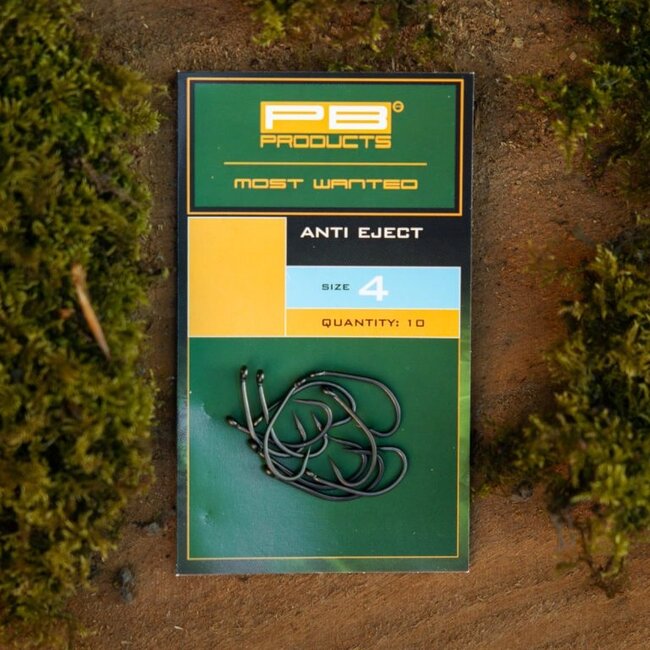 PB
PRODUCTS
MOST WANTED
ANTI EJECT
SIZE 4
QUANTITY: 10